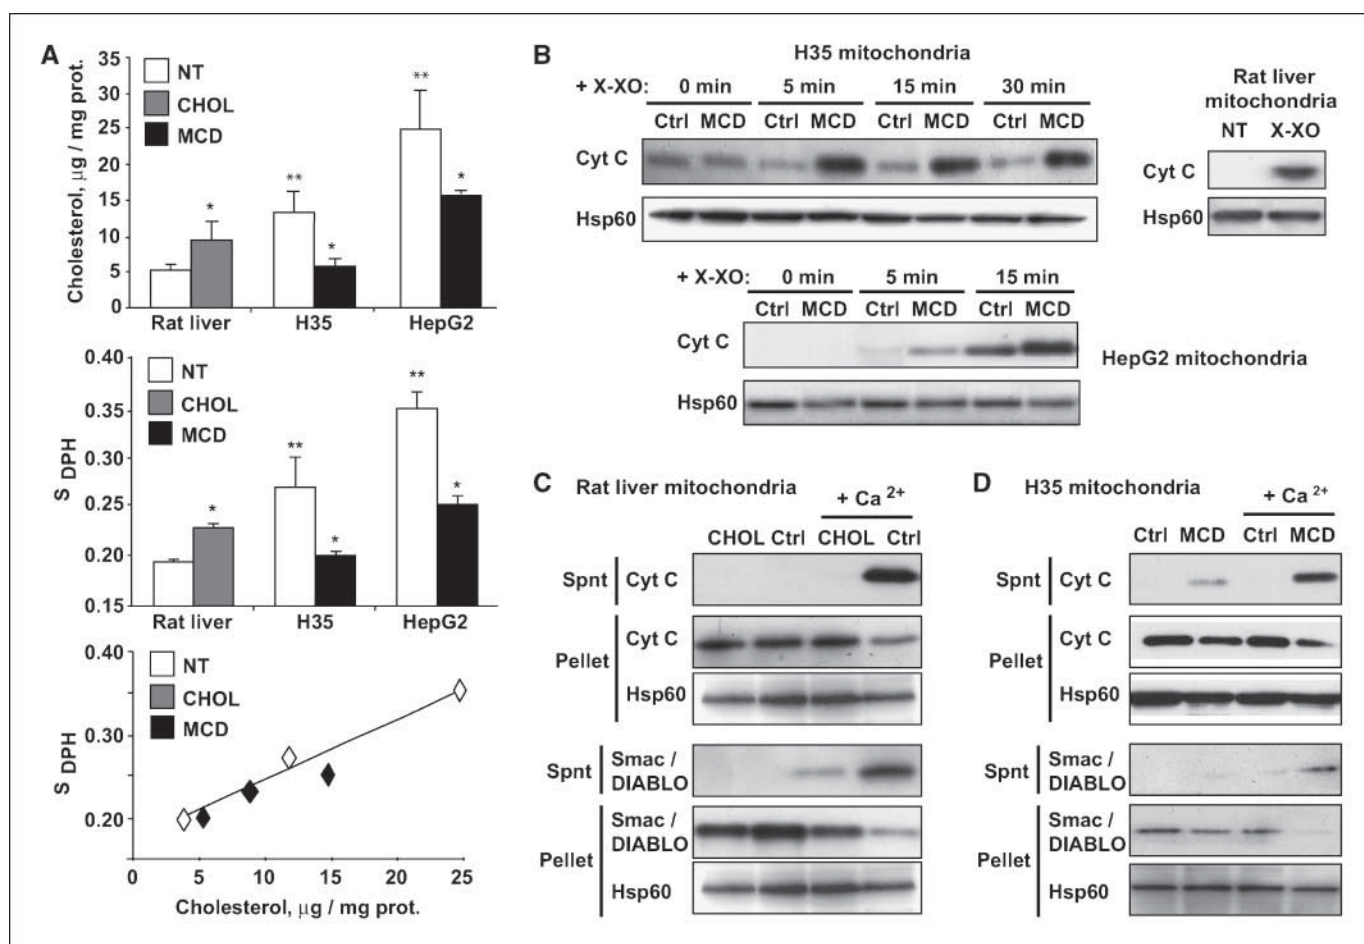 A
Cholesterol, μg / mg prot.
35
30
25
20
15
10
5
0
NT
CHOL
MCD
*
**
*
**
*
Rat liver H35 HepG2
S DPH
0.40
0.35
0.30
0.25
0.20
0.15
NT
CHOL
MCD
*
**
*
**
*
Rat liver H35 HepG2
S DPH
0.40
0.30
0.20
NT
CHOL
MCD
0 5 10 15 20 25
Cholesterol, μg / mg prot.
B
H35 mitochondria
+ X-XO: 0 min 5 min 15 min 30 min
Ctrl MCD Ctrl MCD Ctrl MCD Ctrl MCD
Cyt C
Hsp60
Rat liver
mitochondria
NT X-XO
Cyt C
Hsp60
+ X-XO: 0 min 5 min 15 min
Ctrl MCD Ctrl MCD Ctrl MCD
Cyt C
Hsp60
HepG2 mitochondria
C Rat liver mitochondria
+ Ca 2+
CHOL Ctrl CHOL Ctrl
Spnt Cyt C
Pellet
Cyt C
Hsp60
Spnt
Smac /
DIABLO
Pellet
Smac /
DIABLO
Hsp60
D H35 mitochondria
+ Ca 2+
Ctrl MCD Ctrl MCD
Spnt Cyt C
Pellet
Cyt C
Hsp60
Spnt
Smac /
DIABLO
Pellet
Smac /
DIABLO
Hsp60